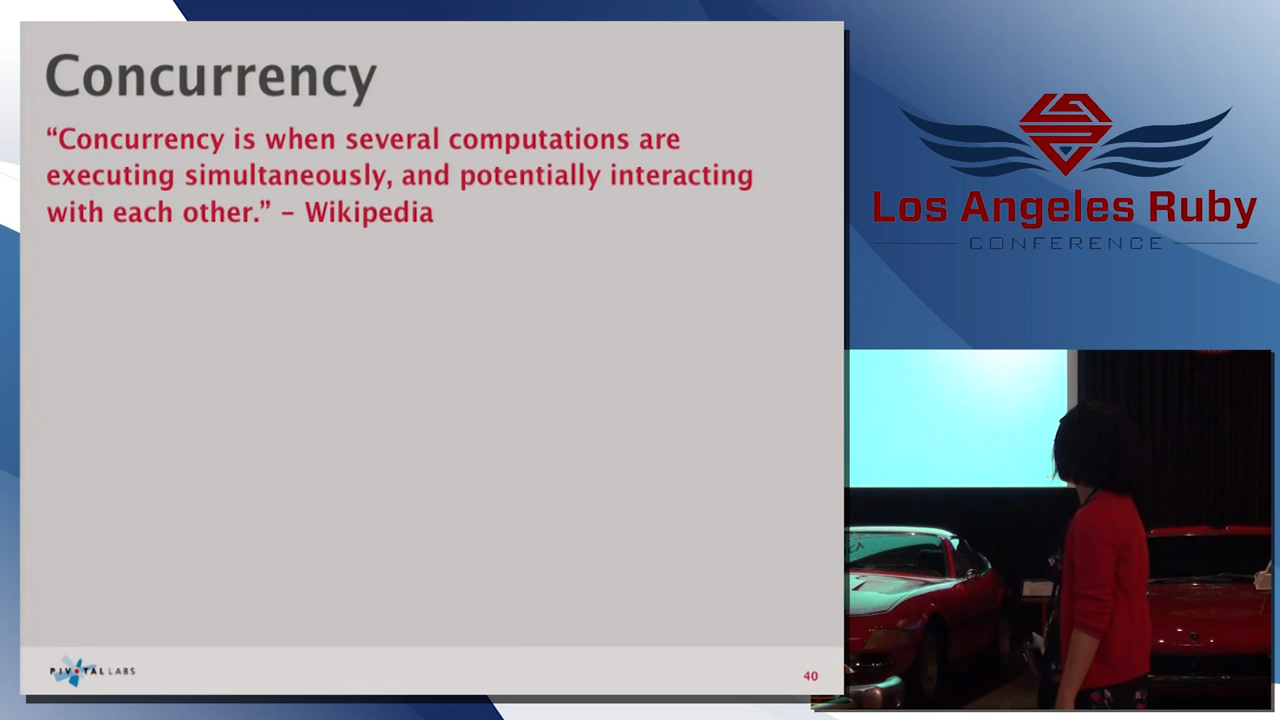 Concurrency
“Concurrency is when several computations are
executing simultaneously, and potentially interacting
with each other.” – Wikipedia
PIVOTAL LABS
40
Los Angeles Ruby
CONFERENCE